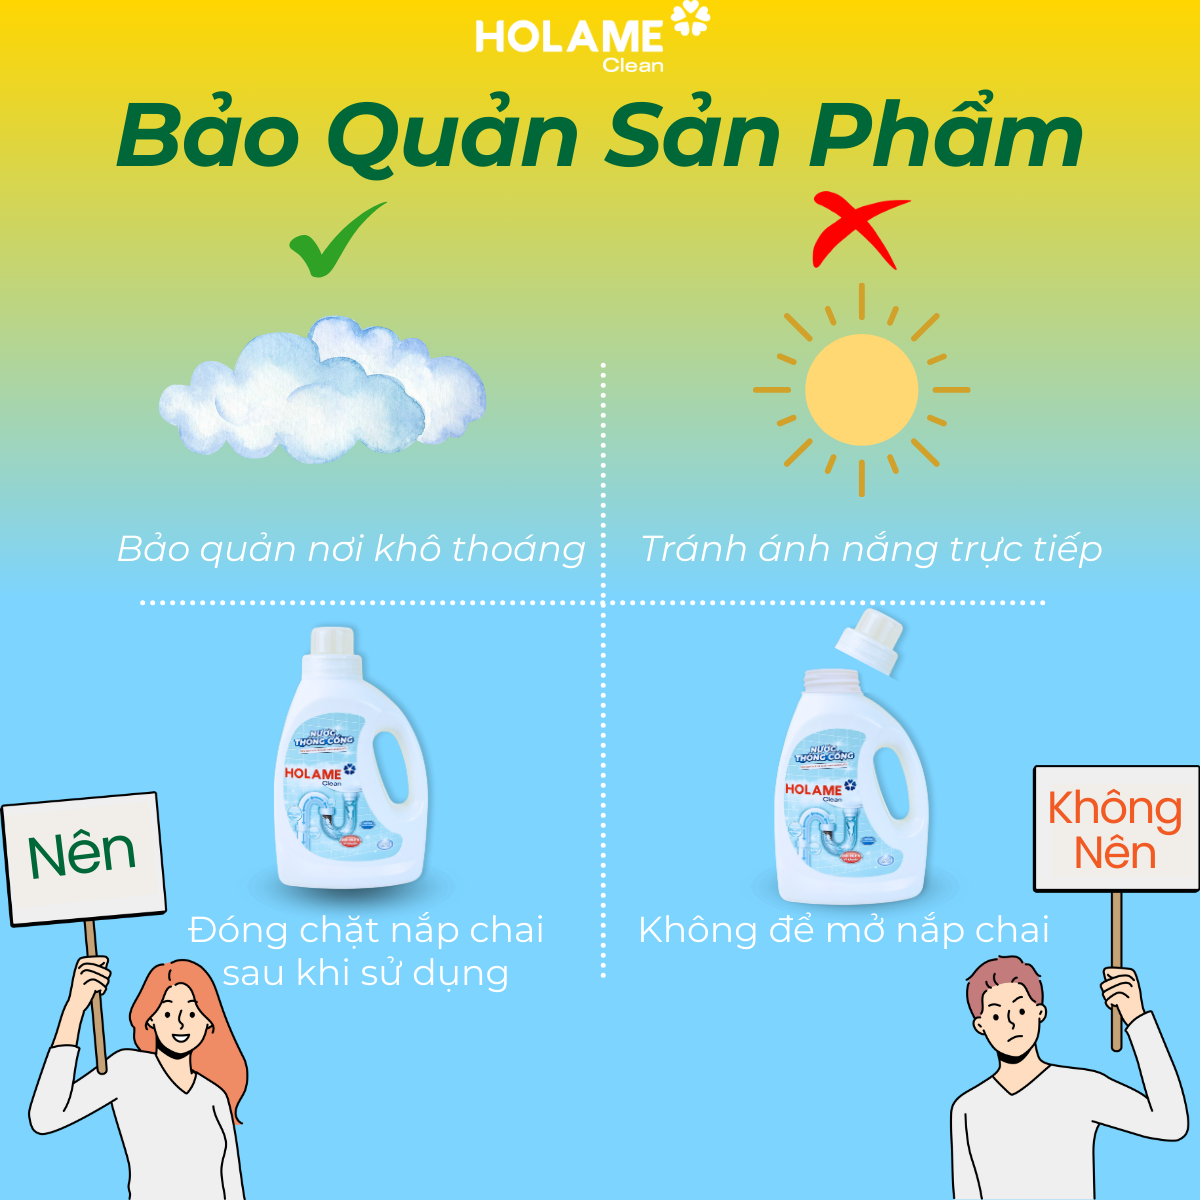 HOLAME
Clean
Bảo Quản Sản Phẩm
Bảo quản nơi khô thoáng
Tránh ánh nắng trực tiếp
NƯỚC
THÔNG CỐNG
HOLAME
Clean
NƯỚC
THÔNG CỐNG
HOLAME
Clean
Nên
Không
Nên
Đóng chặt nắp chai
sau khi sử dụng
Không để mở nắp chai